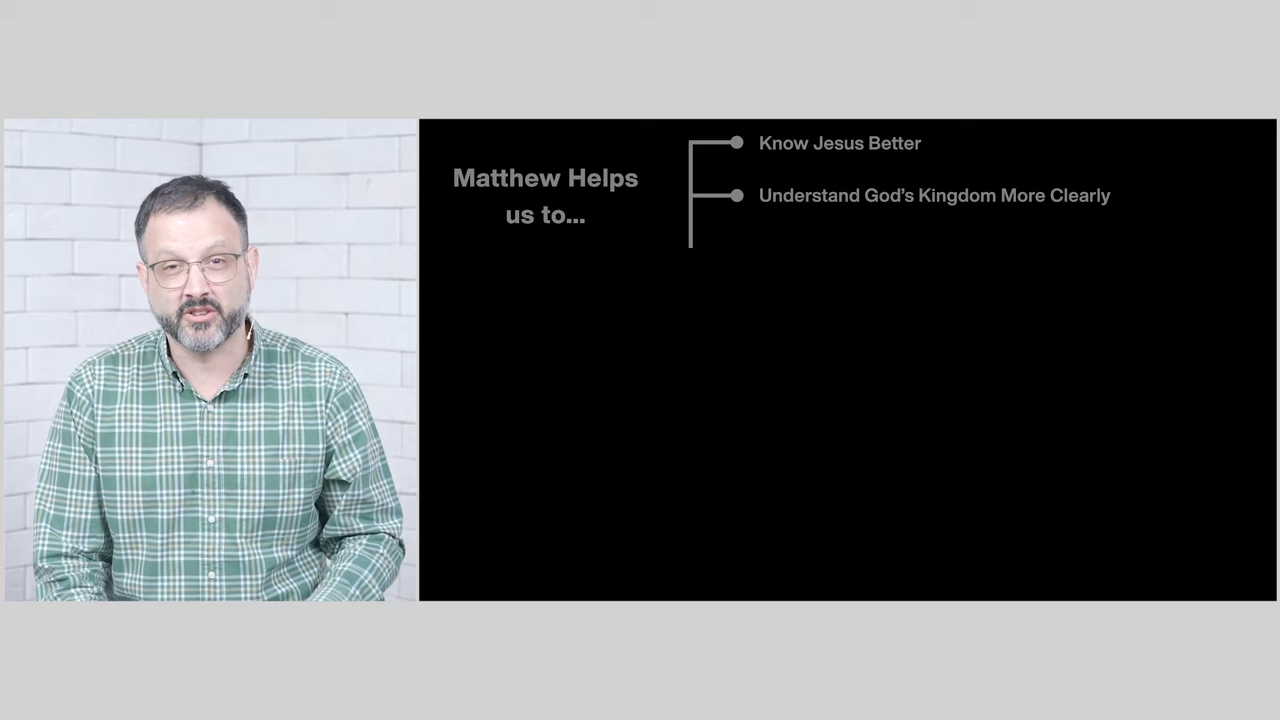 Matthew Helps
us to...
Know Jesus Better
Understand God’s Kingdom More Clearly